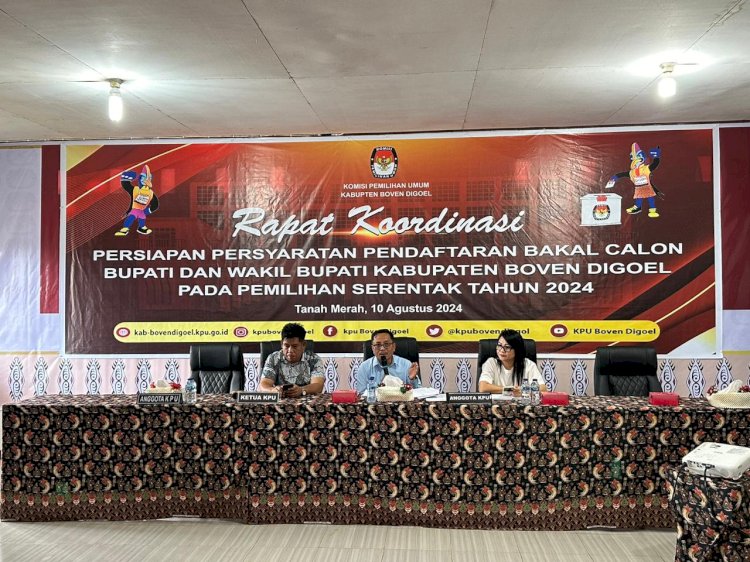 KOMISI PEMILIHAN UMUM
KABUPTEN BOVEN DIGOEL
Rapat Koordinasi
PERSIAPAN PERSYARATAN PENDAFTARAN BAKAL CALON
BUPATI DAN WAKIL BUPATI KABUPATEN BOVEN DIGOEL
PADA PEMILIHAN SERENTAK TAHUN 2024
Tanah Merah, 10 Agustus 2024
kab-bovendigoel.kpu.go.id
kpubovendigoel
kpu Boven Digoel
@kpubovendigoel
KPU Boven Digoel
ANGGOTA KPU
KETUA KPU
ANGGOTA KPU